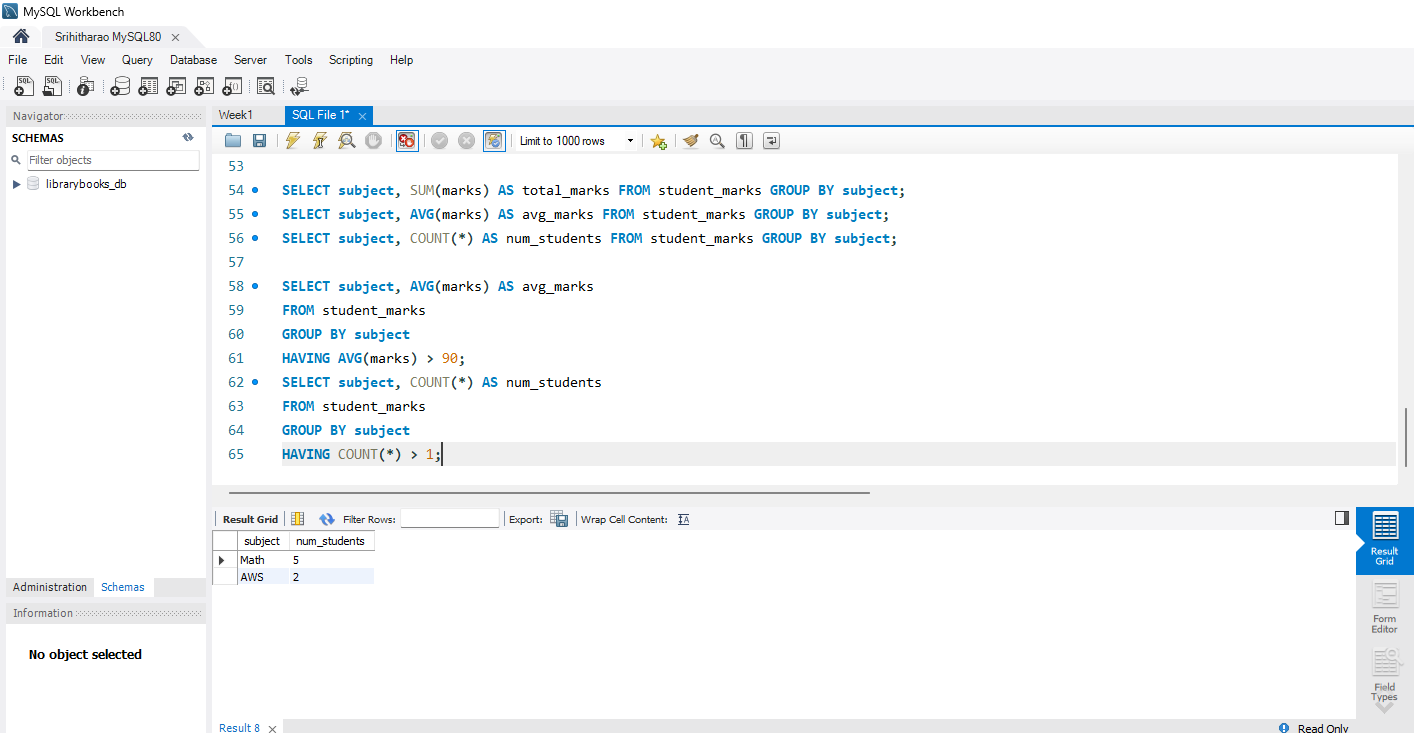 MySQL Workbench
Srihitharao MySQL80
File Edit View Query Database Server Tools Scripting Help
Navigator
Week1 SQL File 1*
SCHEMAS
Limit to 1000 rows
Filter objects
librarybooks_db
53
54 SELECT subject, SUM(marks) AS total_marks FROM student_marks GROUP BY subject;
55 SELECT subject, AVG(marks) AS avg_marks FROM student_marks GROUP BY subject;
56 SELECT subject, COUNT(*) AS num_students FROM student_marks GROUP BY subject;
57
58 SELECT subject, AVG(marks) AS avg_marks
59 FROM student_marks
60 GROUP BY subject
61 HAVING AVG(marks) > 90;
62 SELECT subject, COUNT(*) AS num_students
63 FROM student_marks
64 GROUP BY subject
65 HAVING COUNT(*) > 1;
Result Grid Filter Rows: Export: Wrap Cell Content:
subject num_students
Math 5
AWS 2
Result Grid
Form Editor
Field Types
Administration Schemas
Information
No object selected
Result 8
Read Only